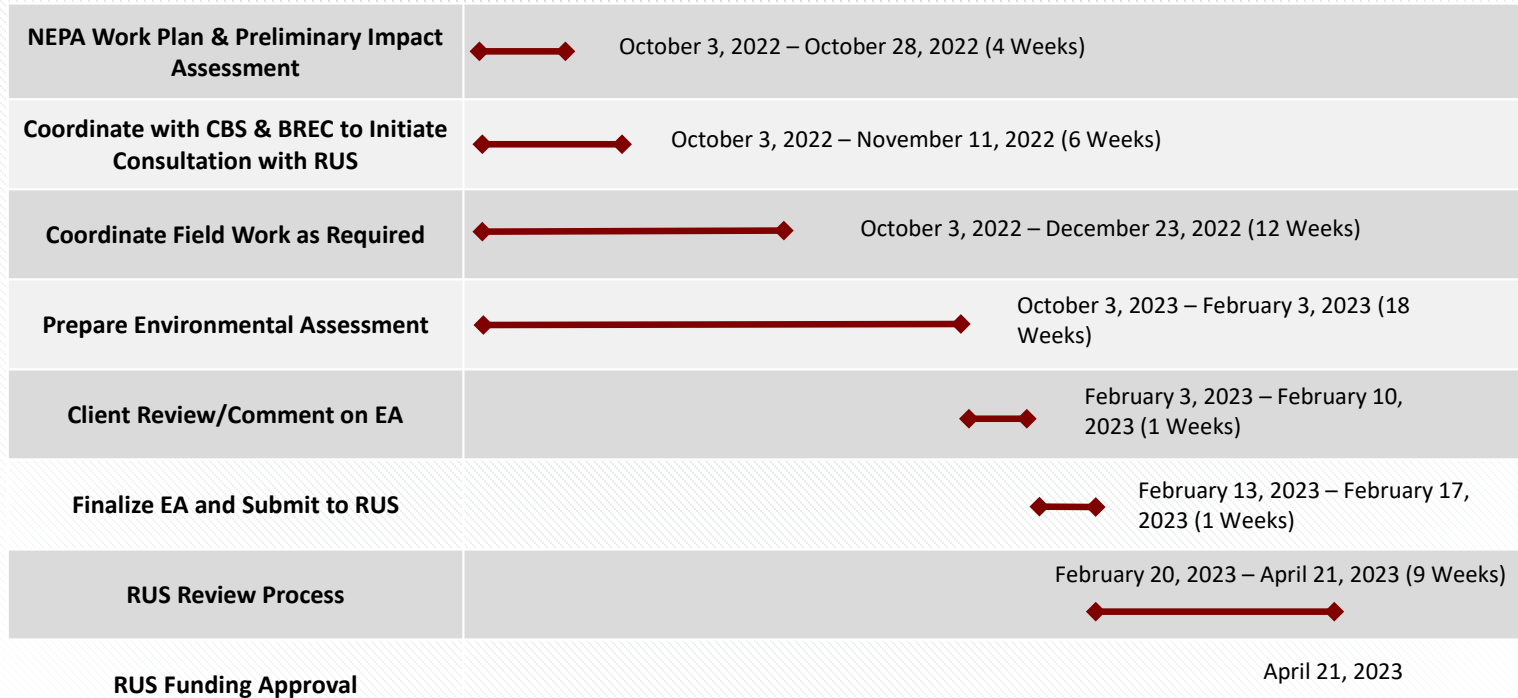 NEPA Work Plan & Preliminary Impact
Assessment
October 3, 2022 – October 28, 2022 (4 Weeks)
Coordinate with CBS & BREC to Initiate
Consultation with RUS
October 3, 2022 – November 11, 2022 (6 Weeks)
Coordinate Field Work as Required
October 3, 2022 – December 23, 2022 (12 Weeks)
Prepare Environmental Assessment
October 3, 2023 – February 3, 2023 (18
Weeks)
Client Review/Comment on EA
February 3, 2023 – February 10,
2023 (1 Weeks)
Finalize EA and Submit to RUS
February 13, 2023 – February 17,
2023 (1 Weeks)
RUS Review Process
February 20, 2023 – April 21, 2023 (9 Weeks)
RUS Funding Approval
April 21, 2023